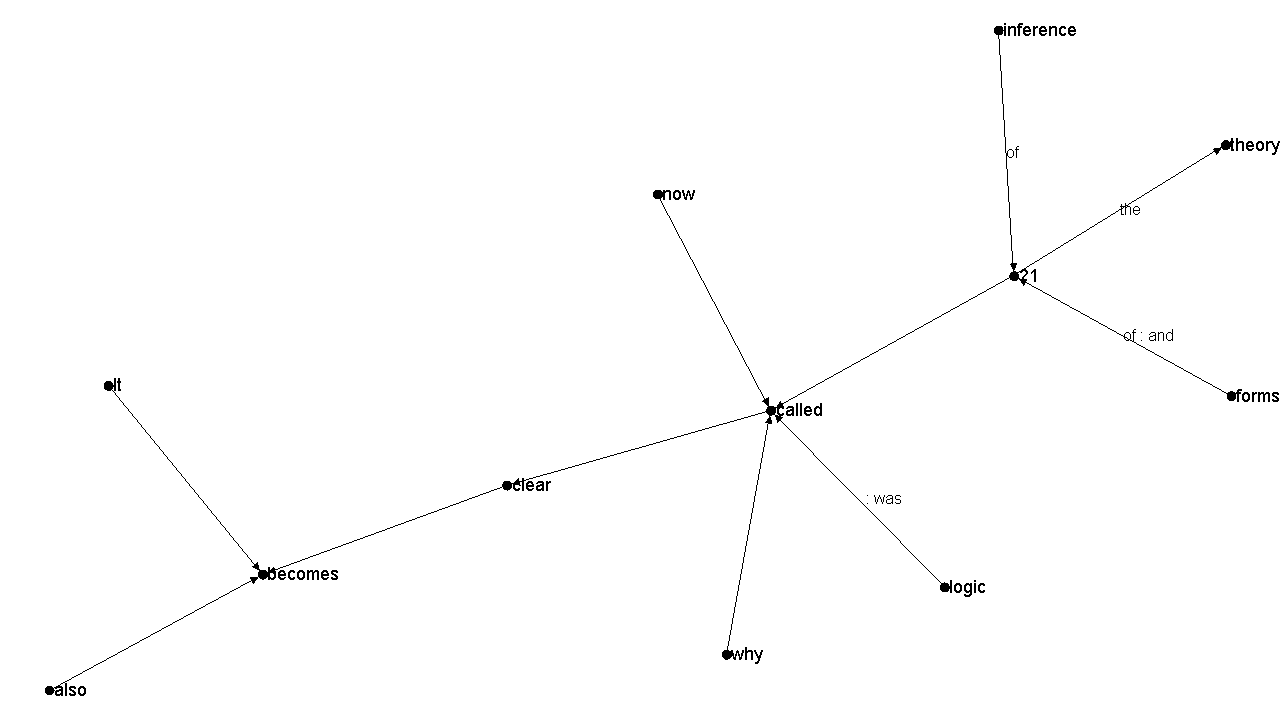 inference
theory
of
now
the
21
of : and
It
called
clear
: was
becomes
logic
why
also
forms